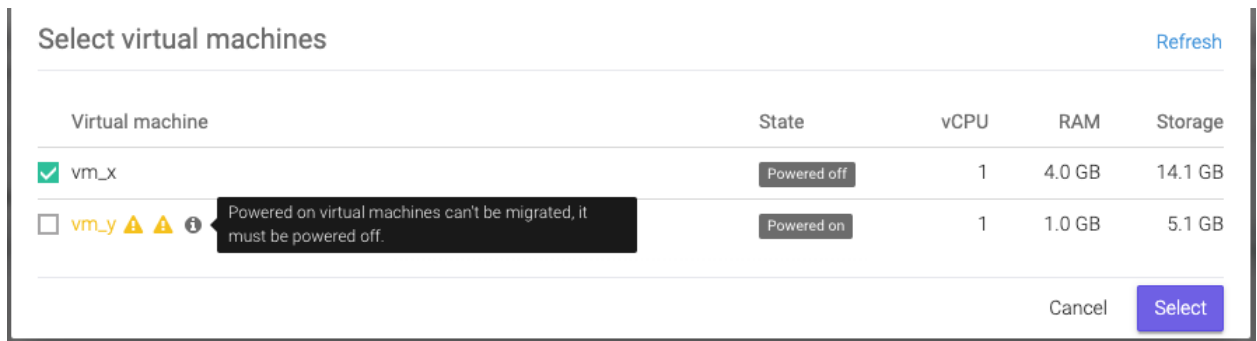 Select virtual machines Refresh
Virtual machine State vCPU RAM Storage
vm_x Powered off 1 4.0 GB 14.1 GB
vm_y Powered on virtual machines can't be migrated, it
must be powered off. Powered on 1 1.0 GB 5.1 GB
Cancel Select